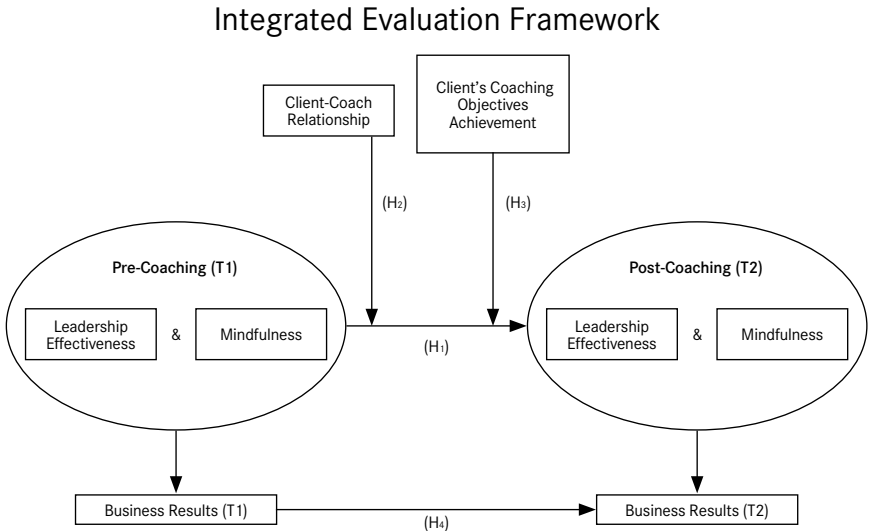 Integrated Evaluation Framework
Client-Coach
Relationship
Client's Coaching
Objectives
Achievement
(H₂)
(H₃)
Pre-Coaching (T1)
Leadership
Effectiveness
&
Mindfulness
(H₁)
Post-Coaching (T2)
Leadership
Effectiveness
&
Mindfulness
Business Results (T1)
(H₄)
Business Results (T2)